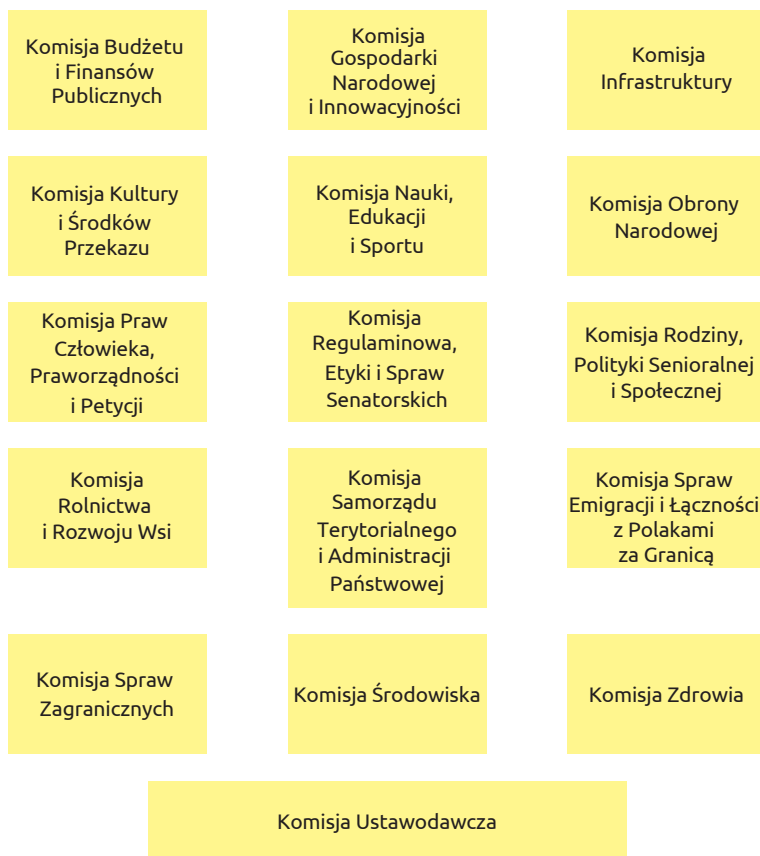 Komisja Budżetu
i Finansów
Publicznych
Komisja
Gospodarki
Narodowej
i Innowacyjności
Komisja
Infrastruktury
Komisja Kultury
i Środków
Przekazu
Komisja Nauki,
Edukacji
i Sportu
Komisja Obrony
Narodowej
Komisja Praw
Człowieka,
Praworządności
i Petycji
Komisja
Regulaminowa,
Etyki i Spraw
Senatorskich
Komisja Rodziny,
Polityki Senioralnej
i Społecznej
Komisja
Rolnictwa
i Rozwoju Wsi
Komisja
Samorządu
Terytorialnego
i Administracji
Państwowej
Komisja Spraw
Emigracji i Łączności
z Polakami
za Granicą
Komisja Spraw
Zagranicznych
Komisja Środowiska
Komisja Zdrowia
Komisja Ustawodawcza